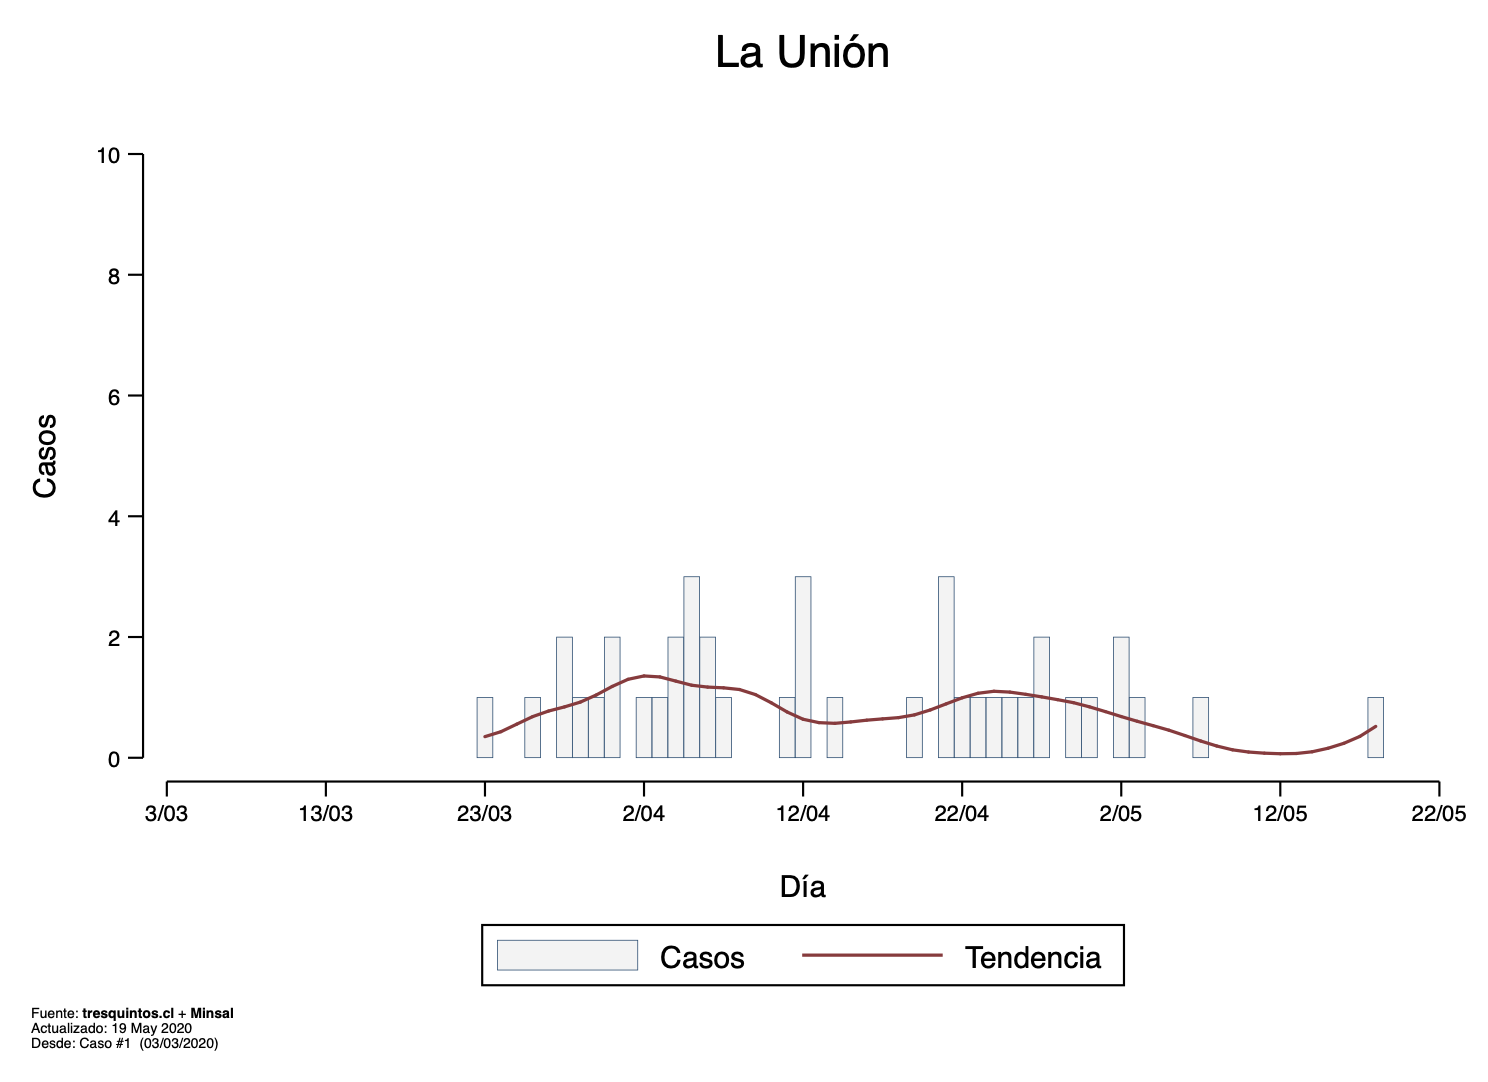 La Unión
10
8
6
4
2
0
Casos
3/03 13/03 23/03 2/04 12/04 22/04 2/05 12/05 22/05
Día
Casos Tendencia
Fuente: tresquintos.cl + Minsal
Actualizado: 19 May 2020
Desde: Caso #1 (03/03/2020)